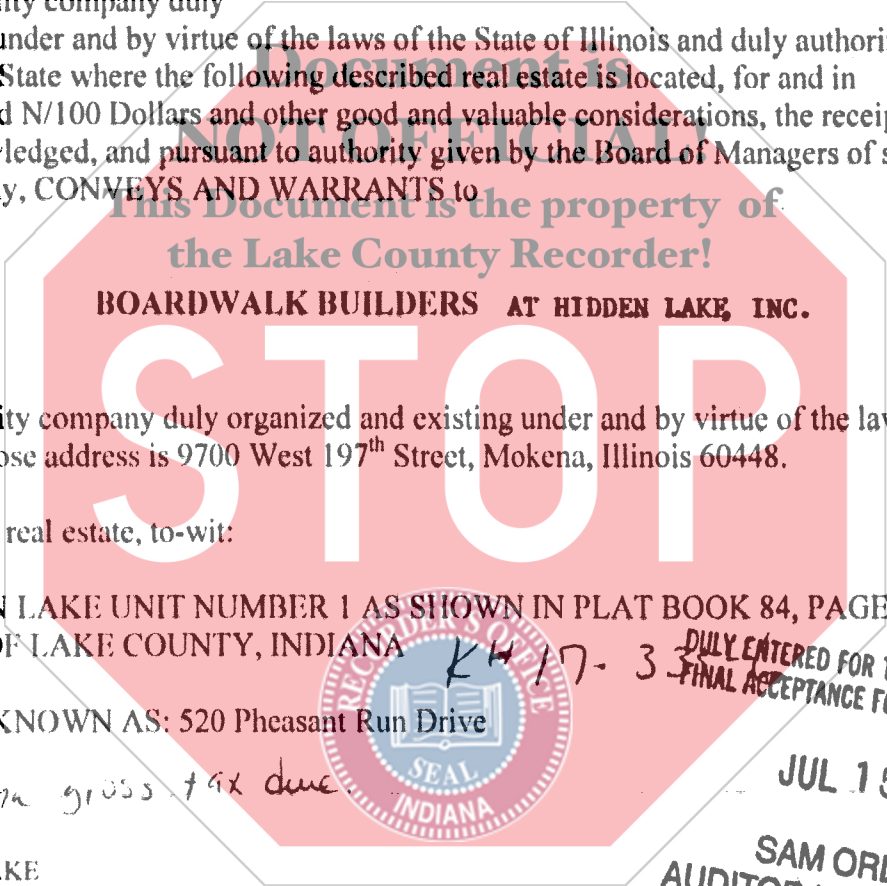 ity company duly
under and by virtue of the laws of the State of Illinois and duly authori
State where the following described real estate is located, for and in
d N/100 Dollars and other good and valuable considerations, the receip
ledged, and pursuant to authority given by the Board of Managers of s
y, CONVEYS AND WARRANTS to
Document is
NOT OFFICIAL!
This Document is the property of
the Lake County Recorder!
BOARDWALK BUILDERS AT HIDDEN LAKE, INC.
STOP
ity company duly organized and existing under and by virtue of the law
ose address is 9700 West 197th Street, Mokena, Illinois 60448.
real estate, to-wit:
N LAKE UNIT NUMBER 1 AS SHOWN IN PLAT BOOK 84, PAGE
OF LAKE COUNTY, INDIANA
DULY ENTERED FOR T
FINAL ACCEPTANCE FO
KNOWN AS: 520 Pheasant Run Drive
RECORDER'S OFFICE
SEAL
INDIANA
gross tax due.
JUL 1
SAM ORL
AUDITOR
AKE